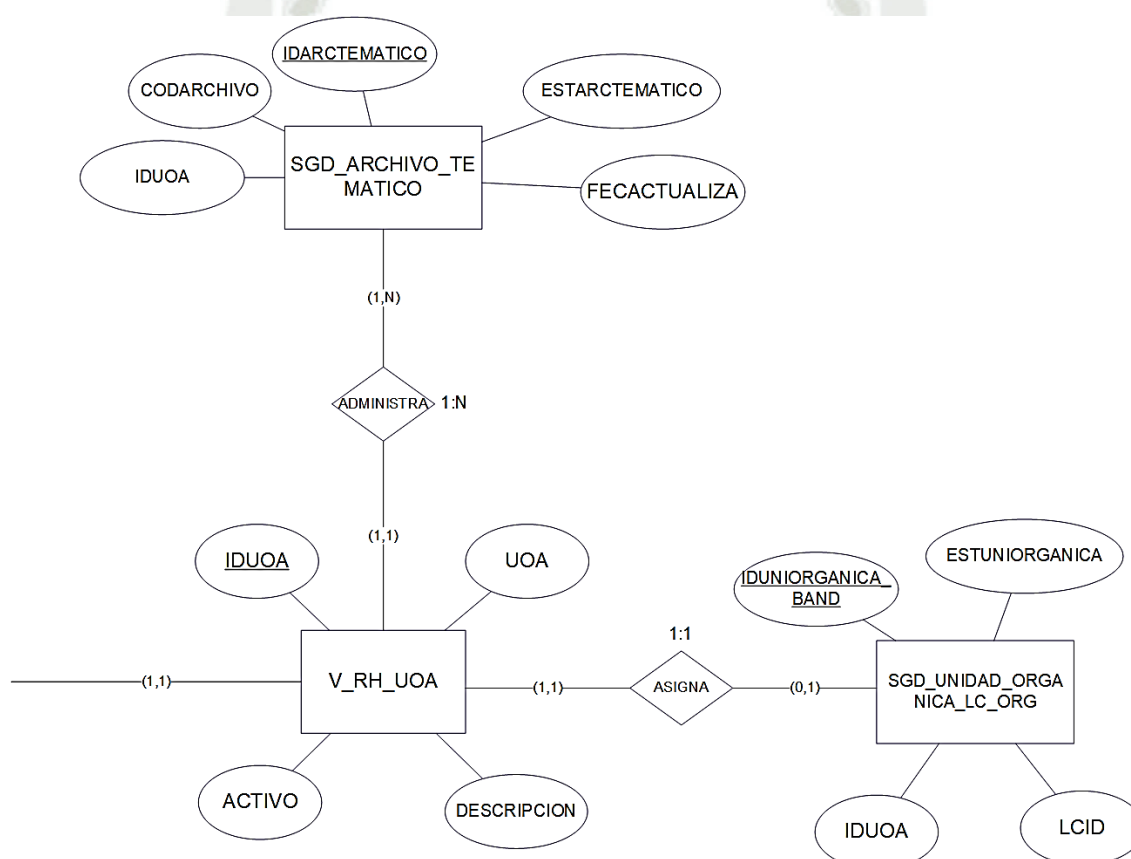 IDARCTEMATICO
CODARCHIVO
ESTARCTEMATICO
IDUOA
SGD_ARCHIVO_TE
MATICO
FECACTUALIZA
(1,N)
ADMINISTRA
1:N
(1,1)
IDUOA
UOA
ESTUNIORGANICA
IDUNIORGANICA_
BAND
1:1
(1,1)
V_RH_UOA
(1,1)
ASIGNA
(0,1)
SGD_UNIDAD_ORGA
NICA_LC_ORG
ACTIVO
DESCRIPCION
IDUOA
LCID